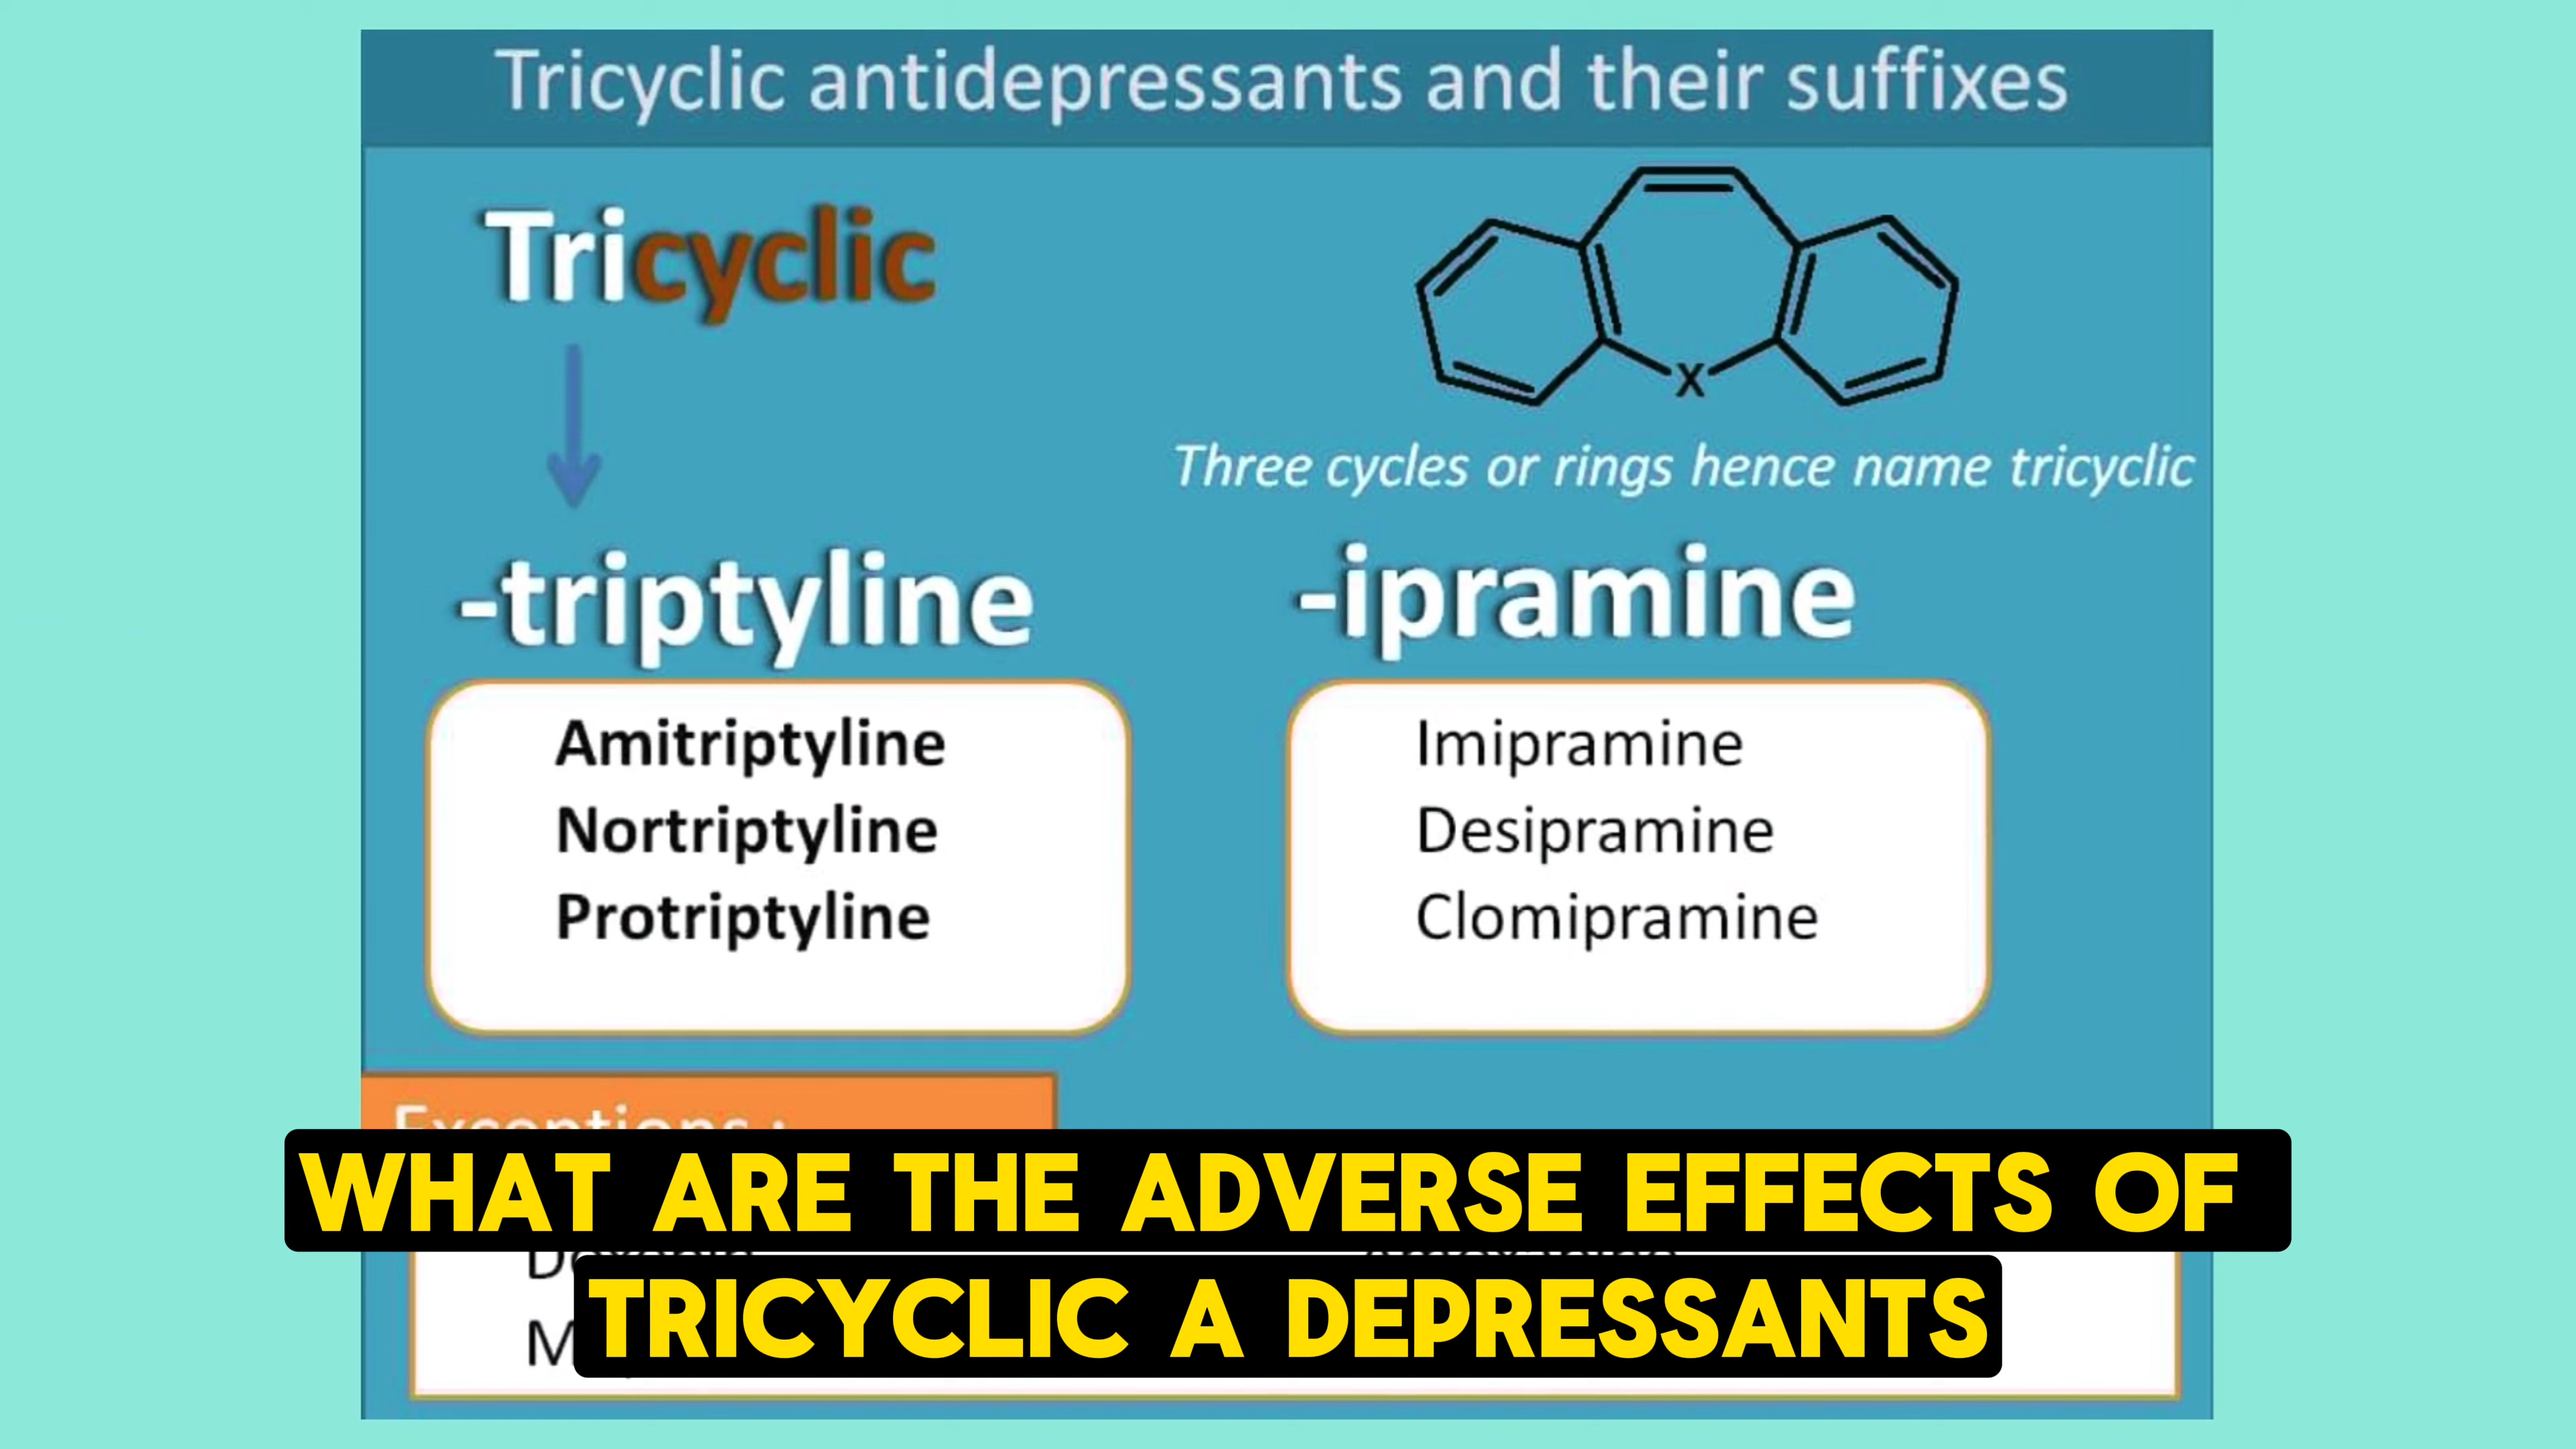 Tricyclic antidepressants and their suffixes
Tricyclic
X
Three cycles or rings hence name tricyclic
-triptyline
-ipramine
Amitriptyline
Nortriptyline
Protriptyline
Imipramine
Desipramine
Clomipramine
Exceptions :
WHAT ARE THE ADVERSE EFFECTS OF
TRICYCLIC A DEPRESSANTS